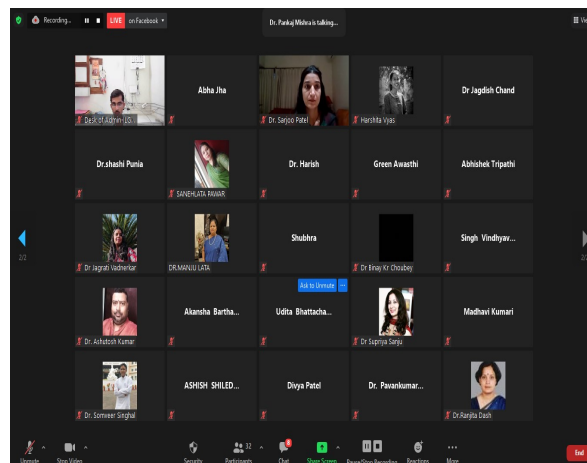 Recording...
LIVE on Facebook
Dr. Pankaj Mishra is talking...
Desk of Admin-LG
Abha Jha
Dr. Sanjoo Patel
Harshita Vyas
Dr Jagdish Chand
Dr.shashi Punia
SANEHLATA PAWAR
Dr. Harish
Green Awasthi
Abhishek Tripathi
2/2
Dr Jagrati Vadnerkar
DR.MANJU LATA
Shubhra
Dr Binay Kr Choubey
Singh Vindhyav...
Ask to Unmute
Dr. Ashutosh Kumar
Akansha Bartha...
Udita Bhattacha...
Dr Supriya Sanju
Madhavi Kumari
Dr. Somveer Singhal
ASHISH SHILED...
Divya Patel
Dr. Pavankumar...
Dr.Ranjita Dash
Unmute
Stop Video
Security
Participants
32
Chat
8
Share Screen
Pause/Stop Recording
Reactions
More
End